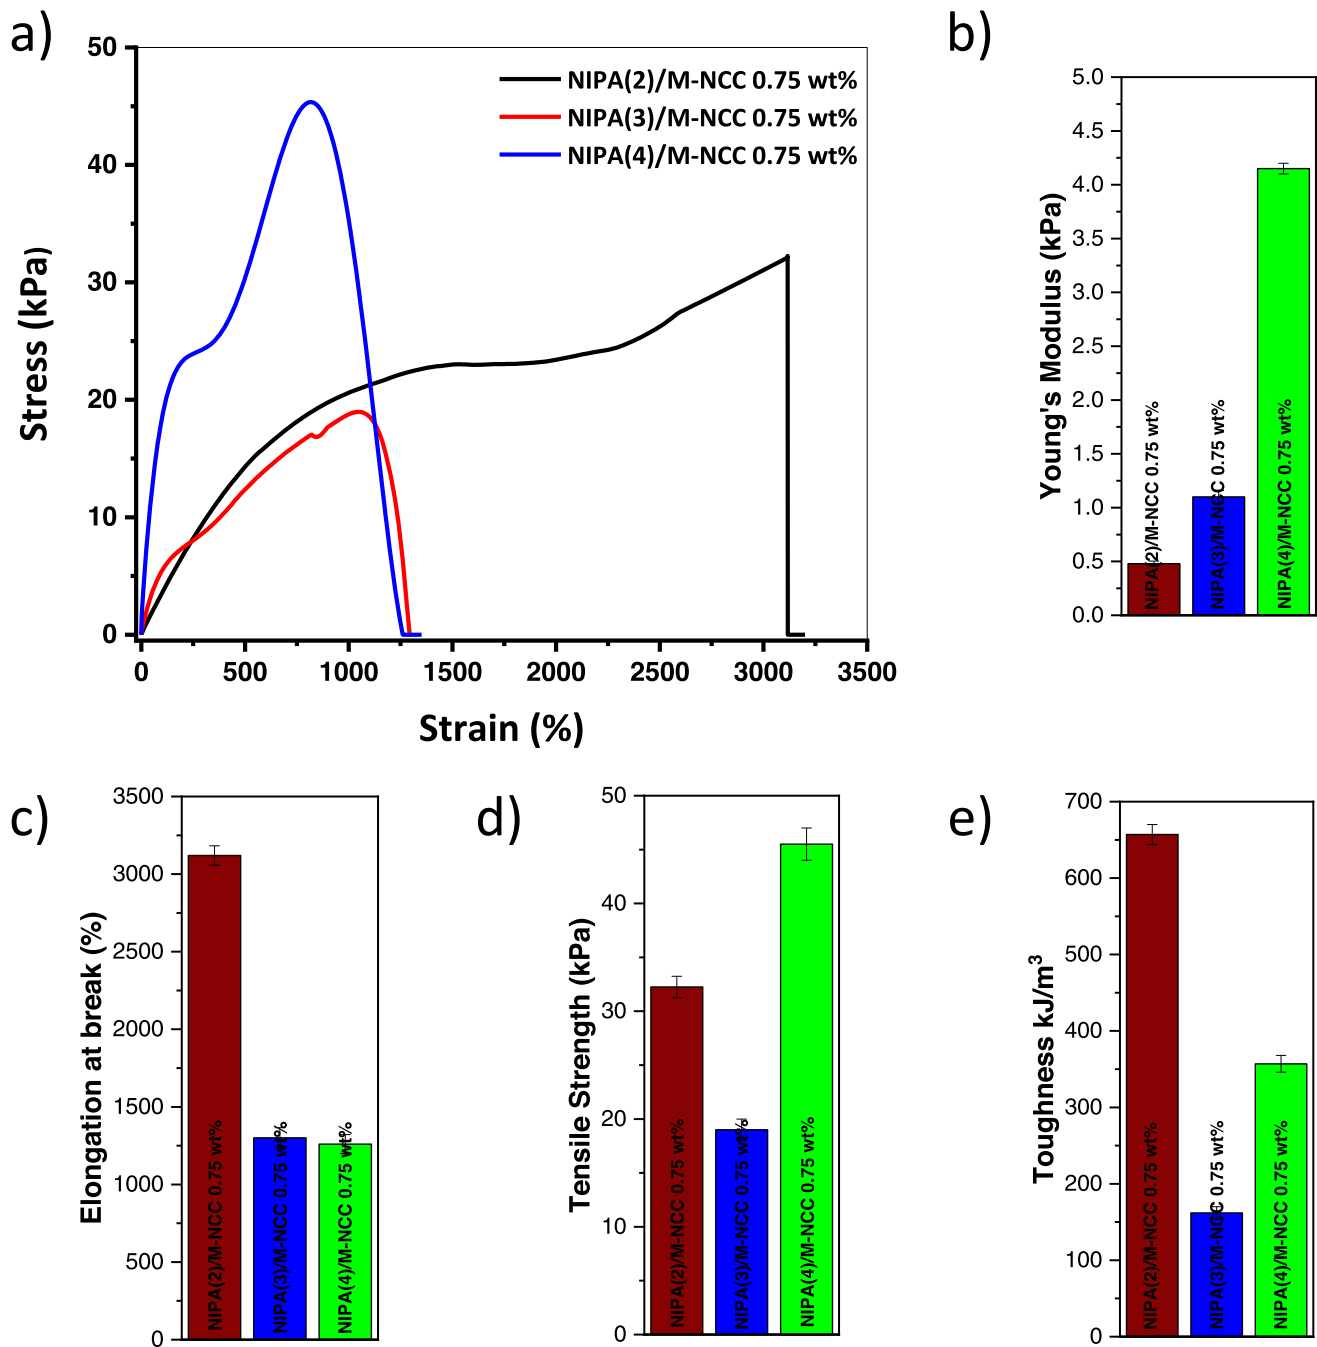 a)
50
40
30
20
10
0
Stress (kPa)
NIPA(2)/M-NCC 0.75 wt%
NIPA(3)/M-NCC 0.75 wt%
NIPA(4)/M-NCC 0.75 wt%
0 500 1000 1500 2000 2500 3000 3500
Strain (%)
b)
5.0
4.5
4.0
3.5
3.0
2.5
2.0
1.5
1.0
0.5
0.0
Young's Modulus (kPa)
NIPA(2)/M-NCC 0.75 wt%
NIPA(3)/M-NCC 0.75 wt%
NIPA(4)/M-NCC 0.75 wt%
c)
3500
3000
2500
2000
1500
1000
500
0
Elongation at break (%)
NIPA(2)/M-NCC 0.75 wt%
NIPA(3)/M-NCC 0.75 wt%
NIPA(4)/M-NCC 0.75 wt%
d)
50
40
30
20
10
0
Tensile Strength (kPa)
NIPA(2)/M-NCC 0.75 wt%
NIPA(3)/M-NCC 0.75 wt%
NIPA(4)/M-NCC 0.75 wt%
e)
700
600
500
400
300
200
100
0
Toughness kJ/m³
NIPA(2)/M-NCC 0.75 wt%
NIPA(3)/M-NCC 0.75 wt%
NIPA(4)/M-NCC 0.75 wt%